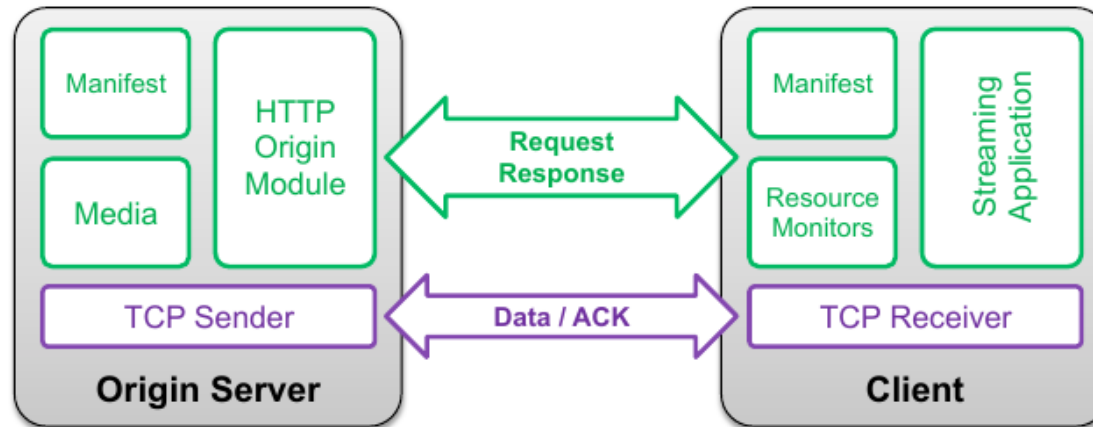 Manifest
HTTP
Origin
Module
Media
TCP Sender
Origin Server
Request
Response
Data / ACK
Manifest
Resource
Monitors
Streaming
Application
TCP Receiver
Client